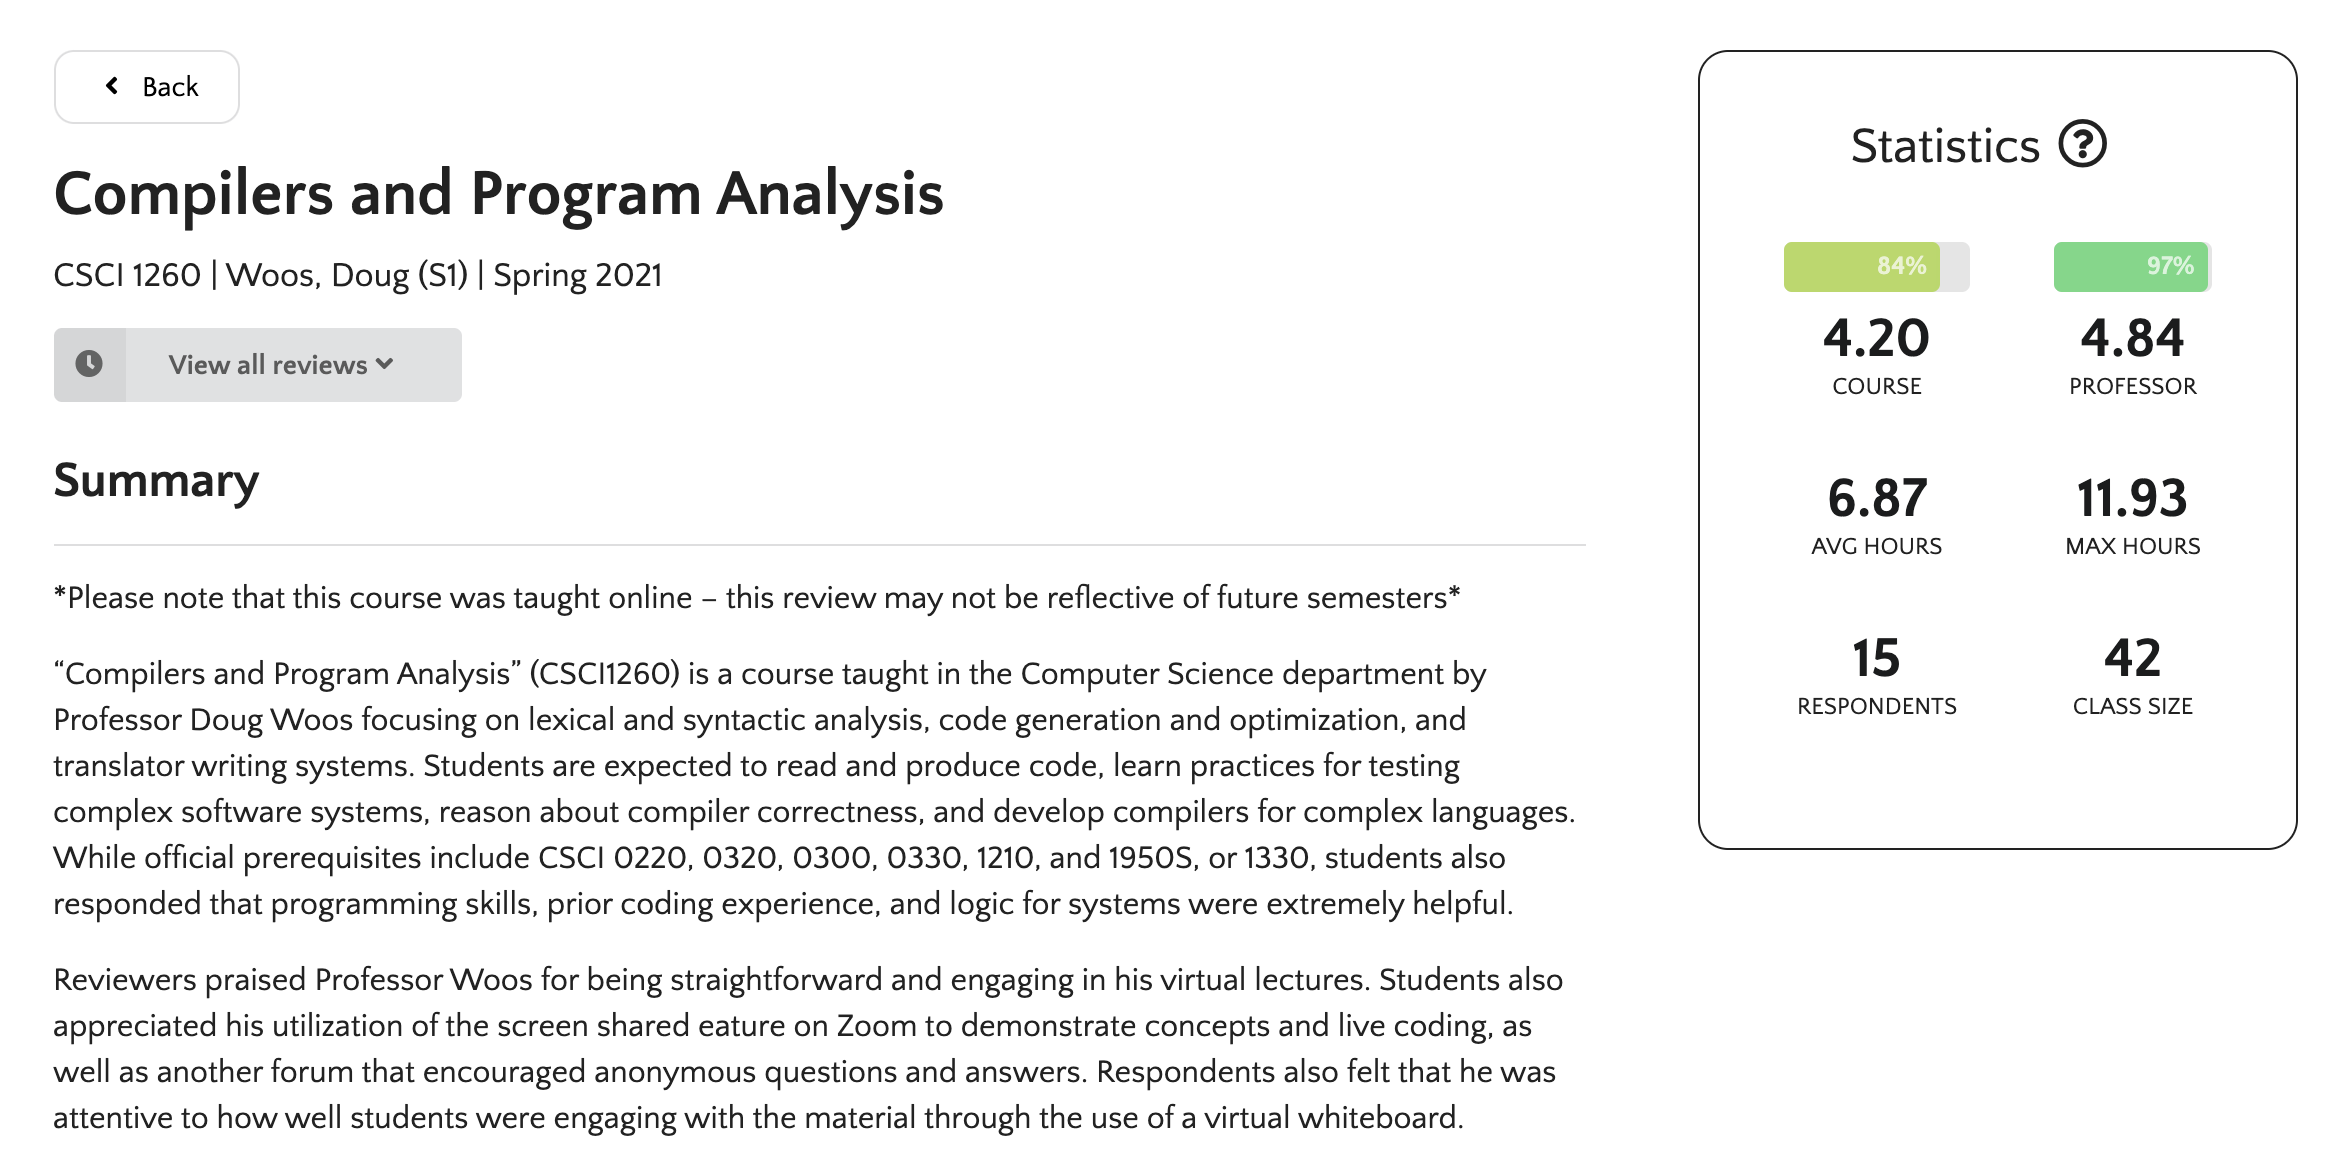 Back
Compilers and Program Analysis
CSCI 1260 | Woos, Doug (S1) | Spring 2021
View all reviews
Summary
*Please note that this course was taught online – this review may not be reflective of future semesters*
“Compilers and Program Analysis” (CSCI1260) is a course taught in the Computer Science department by
Professor Doug Woos focusing on lexical and syntactic analysis, code generation and optimization, and
translator writing systems. Students are expected to read and produce code, learn practices for testing
complex software systems, reason about compiler correctness, and develop compilers for complex languages.
While official prerequisites include CSCI 0220, 0320, 0300, 0330, 1210, and 1950S, or 1330, students also
responded that programming skills, prior coding experience, and logic for systems were extremely helpful.
Reviewers praised Professor Woos for being straightforward and engaging in his virtual lectures. Students also
appreciated his utilization of the screen shared eature on Zoom to demonstrate concepts and live coding, as
well as another forum that encouraged anonymous questions and answers. Respondents also felt that he was
attentive to how well students were engaging with the material through the use of a virtual whiteboard.
Statistics ?
84% 97%
4.20 4.84
COURSE PROFESSOR
6.87 11.93
AVG HOURS MAX HOURS
15 42
RESPONDENTS CLASS SIZE